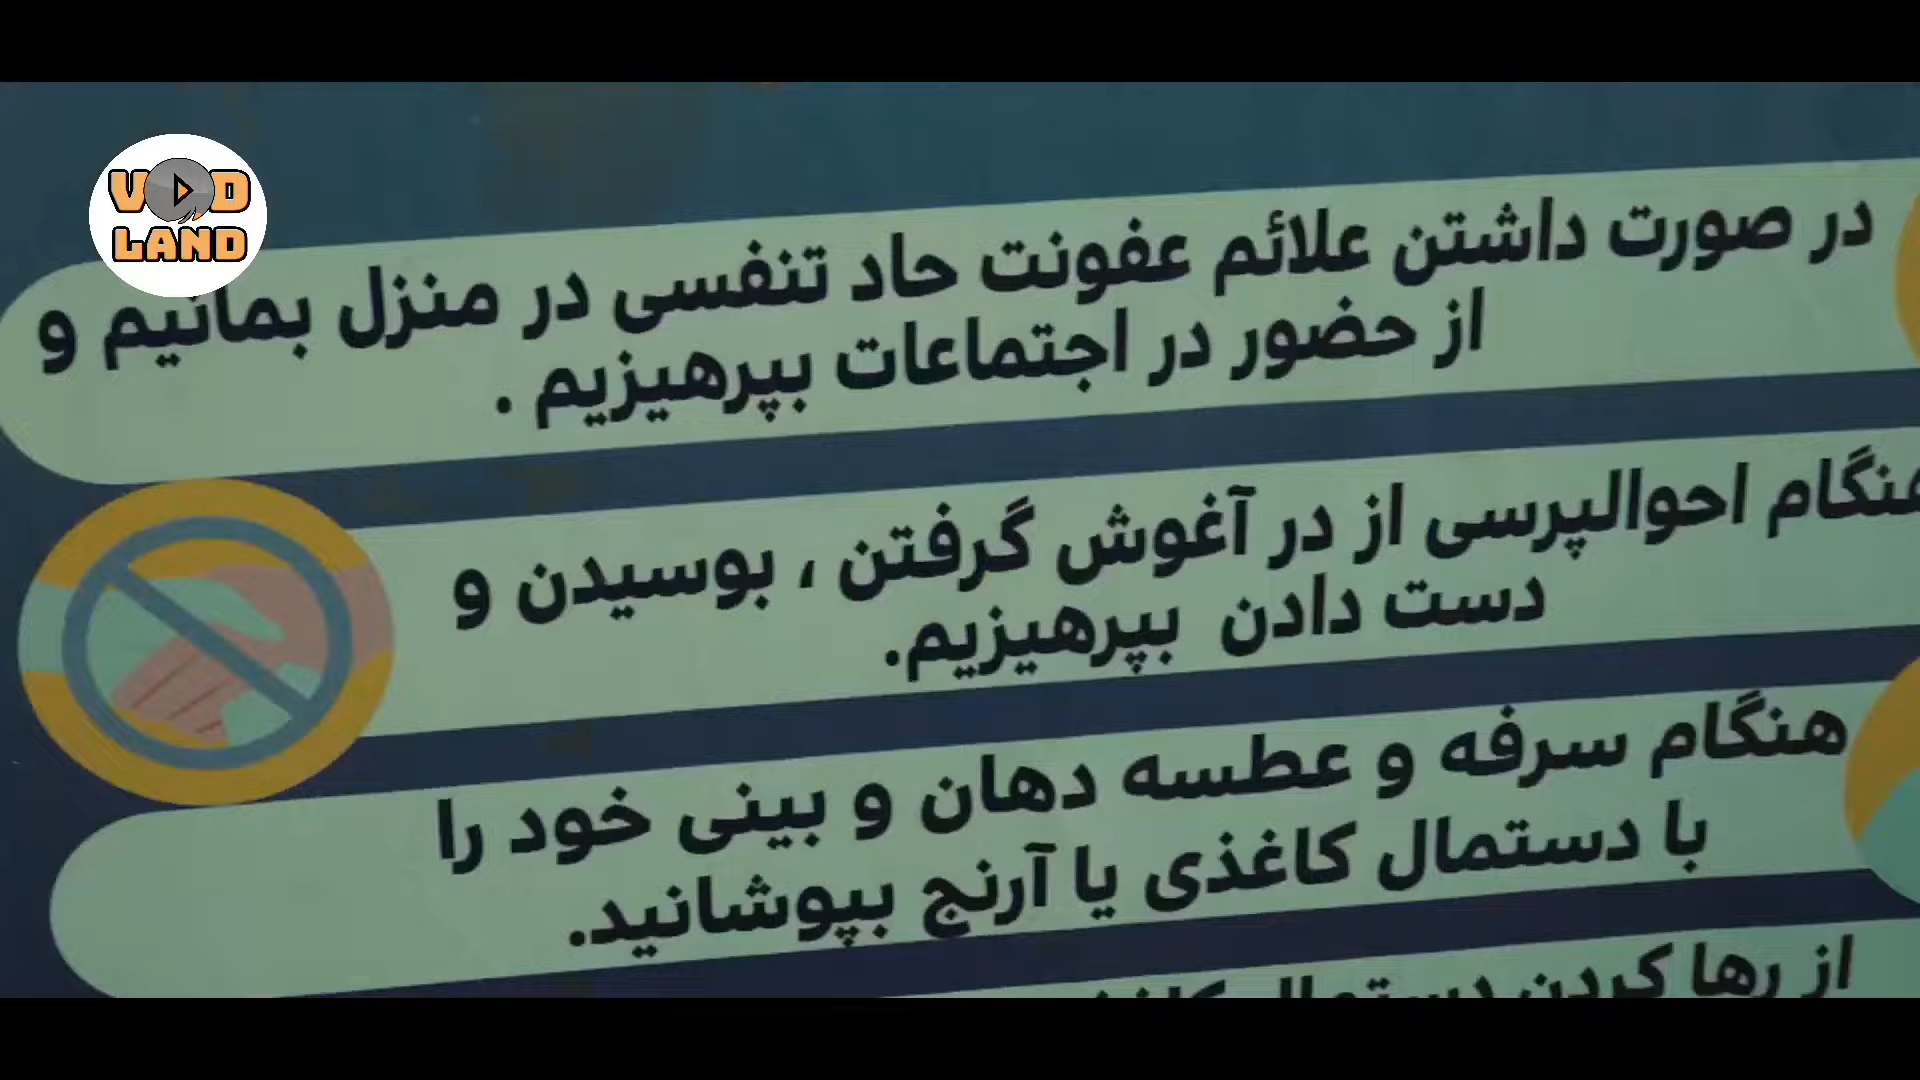 VOD
LAND
در صورت داشتن علائم عفونت حاد تنفسی در منزل بمانیم و
از حضور در اجتماعات بپرهیزیم .
هنگام احوالپرسی از در آغوش گرفتن ، بوسیدن و
دست دادن بپرهیزیم.
هنگام سرفه و عطسه دهان و بینی خود را
با دستمال کاغذی یا آرنج بپوشانید.
از رها کردن دستمال